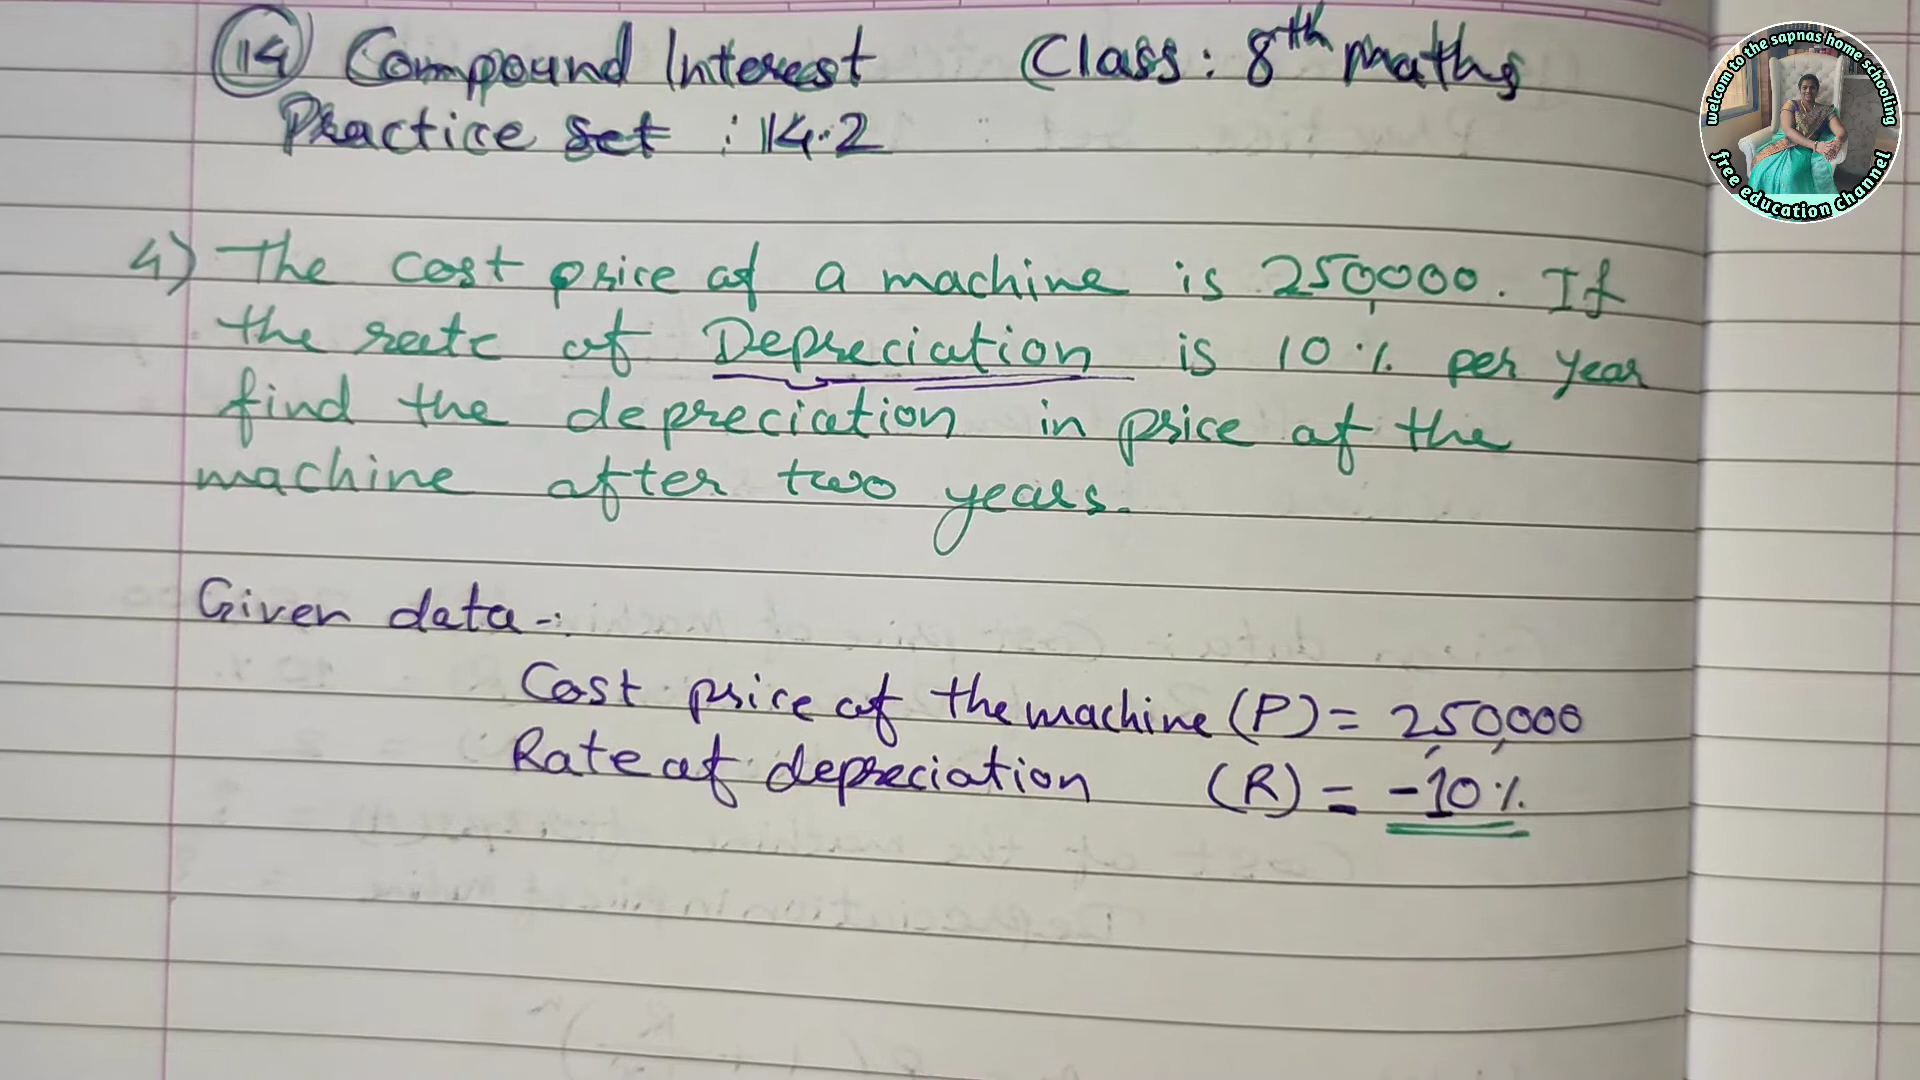 14 Compound Interest Class: 8th Maths
Practice set : 14.2
4) The cost price of a machine is 250,000. If
the rate of Depreciation is 10 % per year
find the depreciation in price of the
machine after two years.
Given data -:
Cost price of the machine (P) = 2,50,000
Rate of depreciation (R) = -10 %
welcom to the sapnas home schooling
free education channel